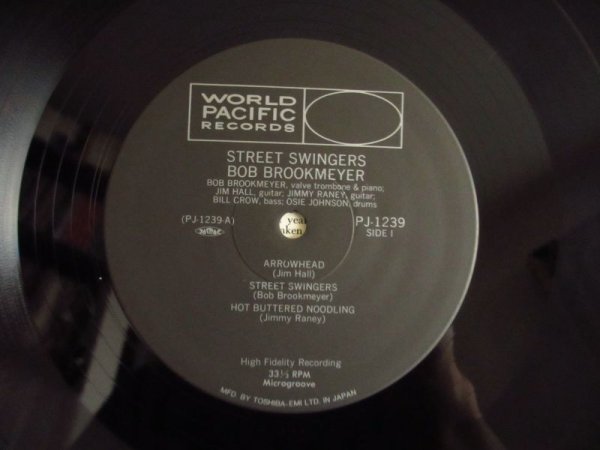 WORLD
PACIFIC
RECORDS
STREET SWINGERS
BOB BROOKMEYER
BOB BROOKMEYER, valve trombone & piano;
JIM HALL, guitar; JIMMY RANEY, guitar;
BILL CROW, bass; OSIE JOHNSON, drums
(PJ-1239-A)
PJ-1239
SIDE 1
ARROWHEAD
(Jim Hall)
STREET SWINGERS
(Bob Brookmeyer)
HOT BUTTERED NOODLING
(Jimmy Raney)
High Fidelity Recording
33⅓ RPM
Microgroove
MFD. BY TOSHIBA-EMI LTD. IN JAPAN